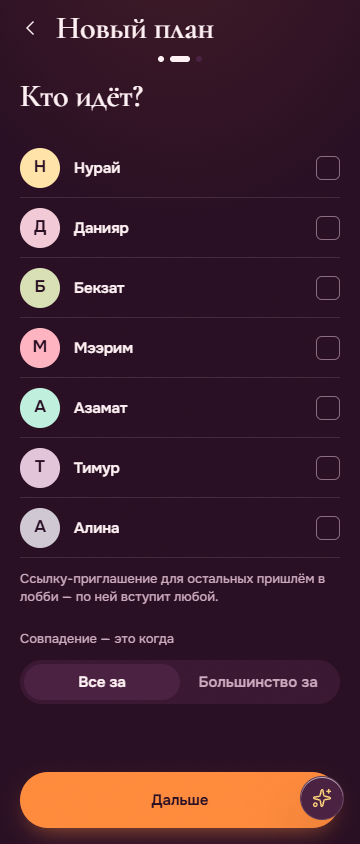 Новый план
Кто идёт?
Н
Нурай
Д
Данияр
Б
Бекзат
М
Мээрим
А
Азамат
Т
Тимур
А
Алина
Ссылку-приглашение для остальных пришлём в
лобби — по ней вступит любой.
Совпадение — это когда
Все за
Большинство за
Дальше